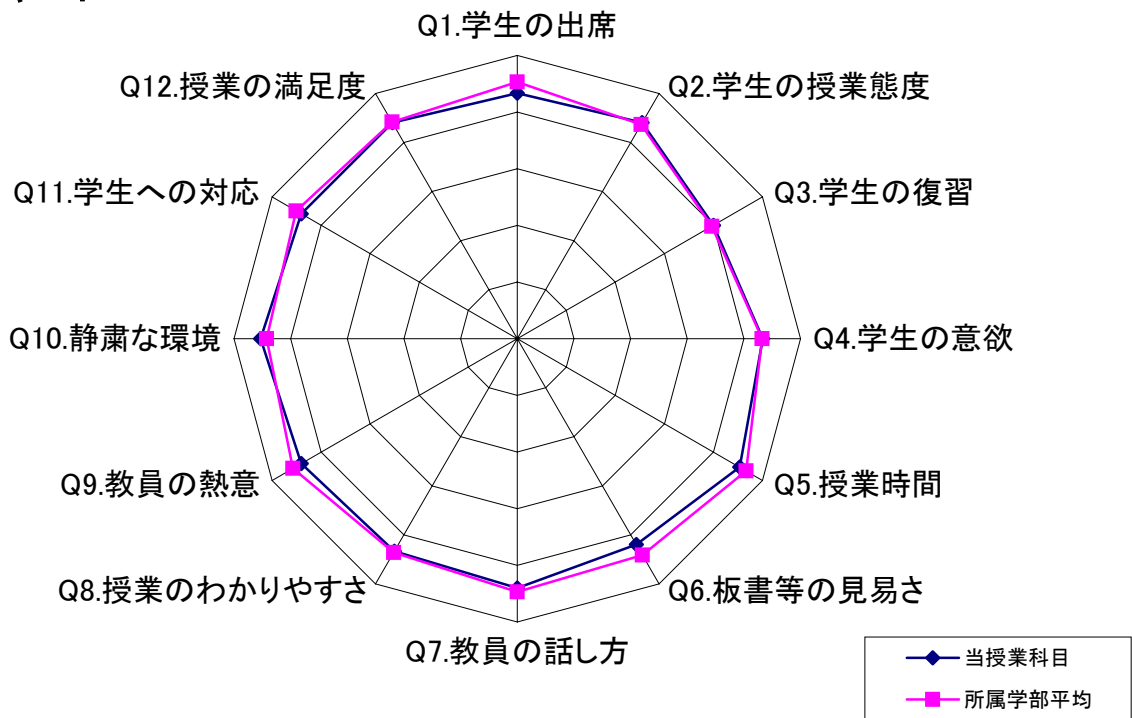 Q1.学生の出席
Q2.学生の授業態度
Q3.学生の復習
Q4.学生の意欲
Q5.授業時間
Q6.板書等の見易さ
Q7.教員の話し方
Q8.授業のわかりやすさ
Q9.教員の熱意
Q10.静粛な環境
Q11.学生への対応
Q12.授業の満足度
当授業科目
所属学部平均